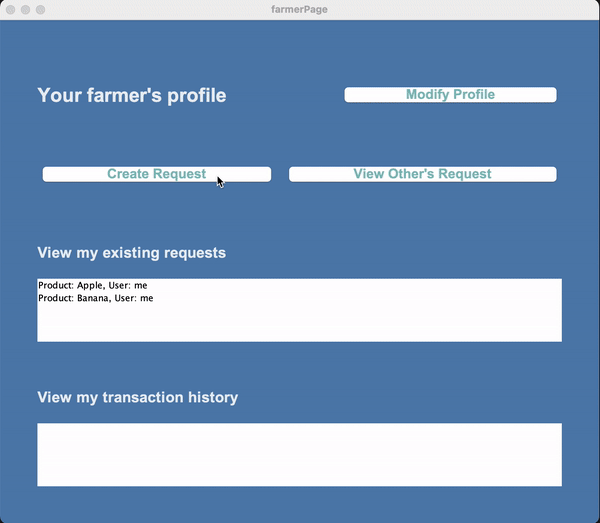 farmerPage
Your farmer's profile
Modify Profile
Create Request
View Other's Request
View my existing requests
Product: Apple, User: me
Product: Banana, User: me
View my transaction history